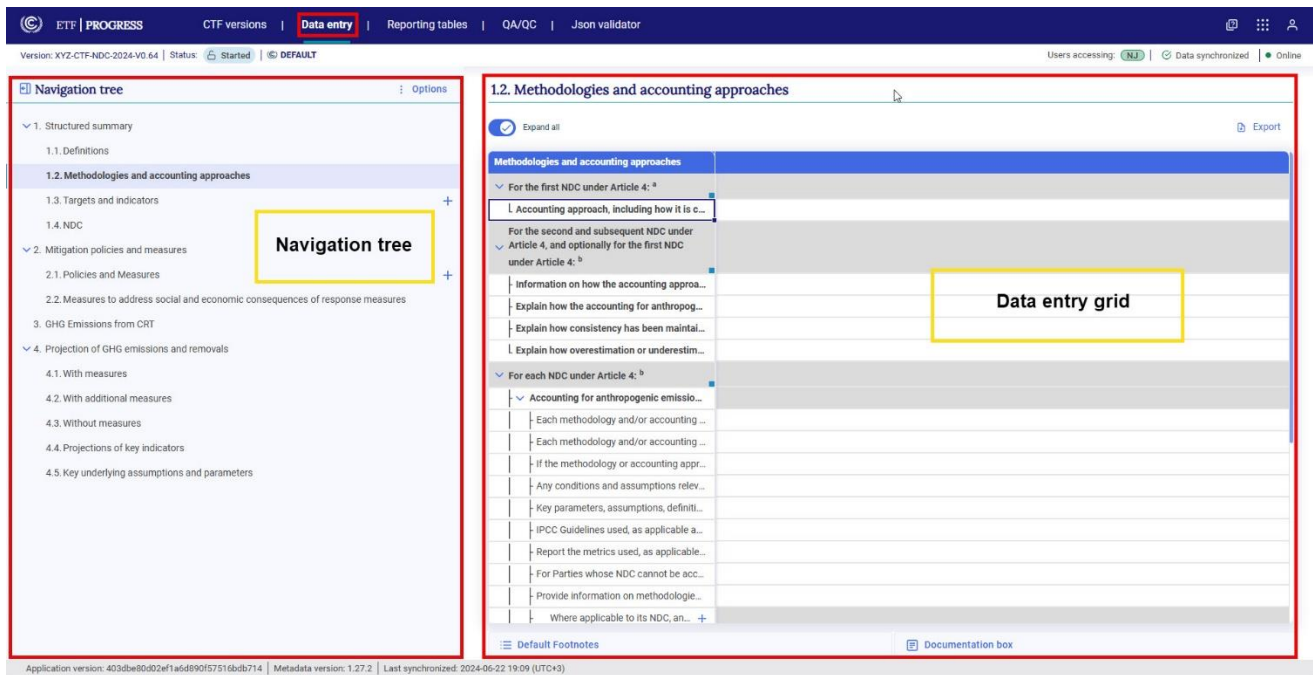 ETF PROGRESS CTF versions | Data entry | Reporting tables | QA/QC | Json validator
Version: XYZ-CTF-NDC-2024-V0.64 | Status: Started | DEFAULT Users accessing: NJ | Data synchronized | Online
Navigation tree Options
1. Structured summary
1.1. Definitions
1.2. Methodologies and accounting approaches
1.3. Targets and indicators +
1.4. NDC
2. Mitigation policies and measures
2.1. Policies and Measures +
2.2. Measures to address social and economic consequences of response measures
3. GHG Emissions from CRT
4. Projection of GHG emissions and removals
4.1. With measures
4.2. With additional measures
4.3. Without measures
4.4. Projections of key indicators
4.5. Key underlying assumptions and parameters
Navigation tree
1.2. Methodologies and accounting approaches
Expand all Export
Methodologies and accounting approaches
For the first NDC under Article 4: a
Accounting approach, including how it is c...
For the second and subsequent NDC under
Article 4, and optionally for the first NDC
under Article 4: b
Information on how the accounting approa...
Explain how the accounting for anthropog...
Explain how consistency has been maintai...
Explain how overestimation or underestim...
For each NDC under Article 4: b
Accounting for anthropogenic emissio...
Each methodology and/or accounting ...
Each methodology and/or accounting ...
If the methodology or accounting appr...
Any conditions and assumptions relev...
Key parameters, assumptions, definiti...
IPCC Guidelines used, as applicable a...
Report the metrics used, as applicable...
For Parties whose NDC cannot be acc...
Provide information on methodologie...
Where applicable to its NDC, an... +
Data entry grid
Default Footnotes Documentation box
Application version: 403dbe80d02ef1a6d890f57516bdb714 | Metadata version: 1.27.2 | Last synchronized: 2024-06-22 19:09 (UTC+3)